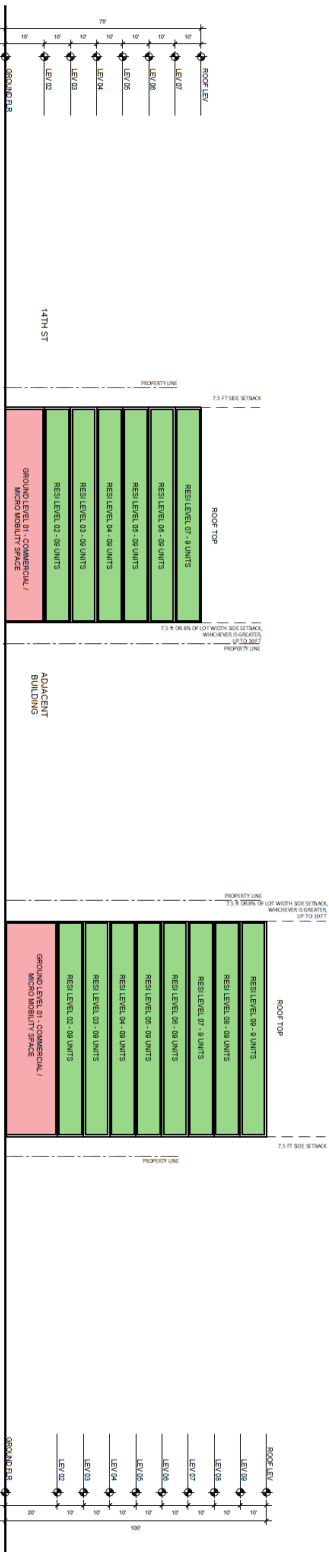 75'
15'
10'
10'
10'
10'
10'
10'
GROUND FLR
LEV 02
LEV 03
LEV 04
LEV 05
LEV 06
LEV 07
ROOF LEV
14TH ST
PROPERTY LINE
7.5 FT SIDE SETBACK
ROOF TOP
RESI LEVEL 07 - 9 UNITS
RESI LEVEL 06 - 09 UNITS
RESI LEVEL 05 - 09 UNITS
RESI LEVEL 04 - 09 UNITS
RESI LEVEL 03 - 09 UNITS
RESI LEVEL 02 - 09 UNITS
GROUND LEVEL 01 - COMMERCIAL /
MICRO MOBILITY SPACE
7.5 ft OR 8% OF LOT WIDTH SIDE SETBACK,
WHICHEVER IS GREATER,
UP TO 10FT
PROPERTY LINE
ADJACENT
BUILDING
PROPERTY LINE
7.5 ft OR 8% OF LOT WIDTH SIDE SETBACK,
WHICHEVER IS GREATER,
UP TO 10FT
ROOF TOP
RESI LEVEL 09 - 9 UNITS
RESI LEVEL 08 - 09 UNITS
RESI LEVEL 07 - 9 UNITS
RESI LEVEL 06 - 09 UNITS
RESI LEVEL 05 - 09 UNITS
RESI LEVEL 04 - 09 UNITS
RESI LEVEL 03 - 09 UNITS
RESI LEVEL 02 - 09 UNITS
GROUND LEVEL 01 - COMMERCIAL /
MICRO MOBILITY SPACE
7.5 FT SIDE SETBACK
PROPERTY LINE
ROOF LEV
LEV 09
LEV 08
LEV 07
LEV 06
LEV 05
LEV 04
LEV 03
LEV 02
GROUND FLR
20'
10'
10'
10'
10'
10'
10'
10'
10'
100'